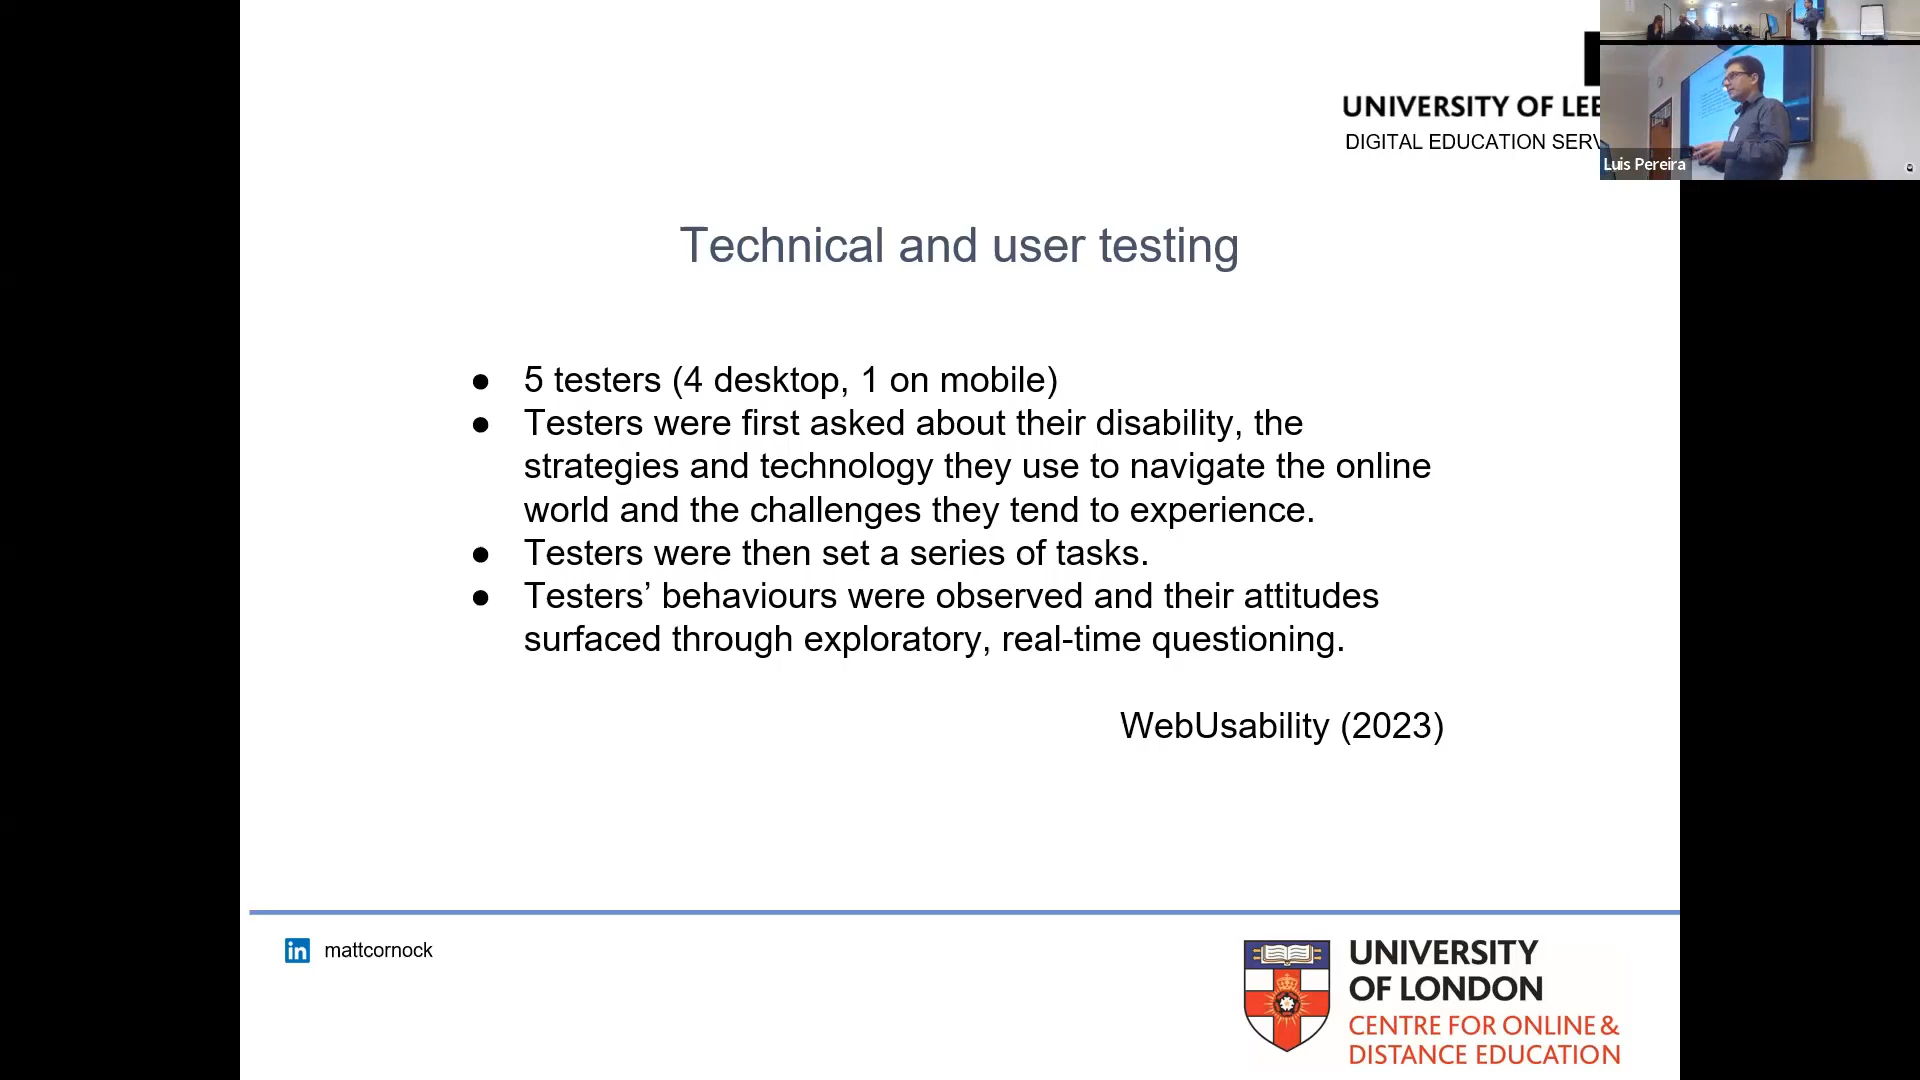 UNIVERSITY OF LEE
DIGITAL EDUCATION SERV
Luis Pereira
Technical and user testing
● 5 testers (4 desktop, 1 on mobile)
● Testers were first asked about their disability, the
strategies and technology they use to navigate the online
world and the challenges they tend to experience.
● Testers were then set a series of tasks.
● Testers’ behaviours were observed and their attitudes
surfaced through exploratory, real-time questioning.
WebUsability (2023)
in mattcornock
UNIVERSITY
OF LONDON
CENTRE FOR ONLINE &
DISTANCE EDUCATION